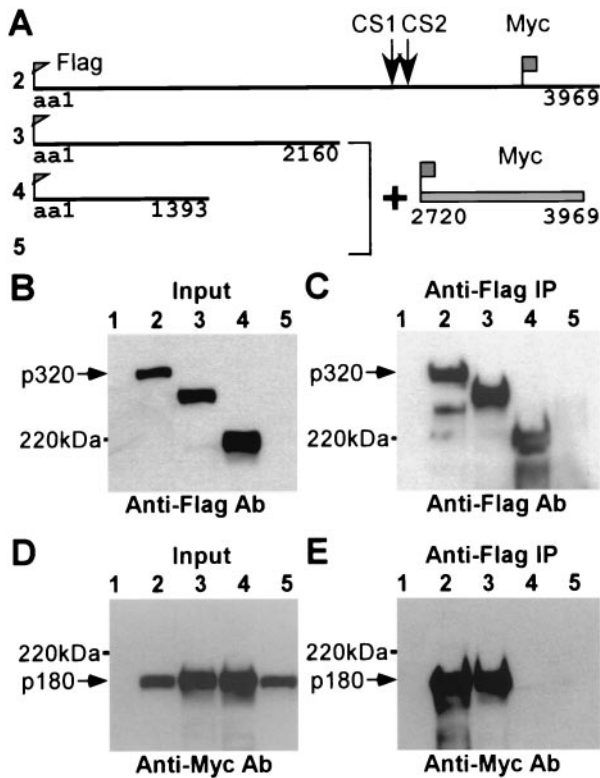 A
CS1 CS2 Myc
2 Flag
aa1 3969
3
aa1 2160 Myc
4 +
aa1 1393 2720 3969
5
B Input
1 2 3 4 5
p320
220kDa
Anti-Flag Ab
C Anti-Flag IP
1 2 3 4 5
p320
220kDa
Anti-Flag Ab
D Input
1 2 3 4 5
220kDa
p180
Anti-Myc Ab
E Anti-Flag IP
1 2 3 4 5
220kDa
p180
Anti-Myc Ab